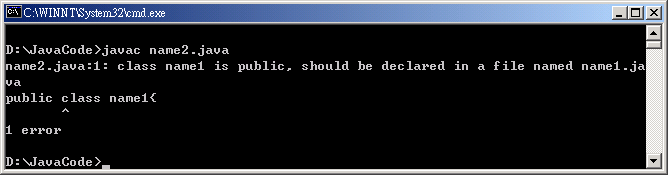 C:\WINNT\System32\cmd.exe
D:\JavaCode>javac name2.java
name2.java:1: class name1 is public, should be declared in a file named name1.ja
va
public class name1{
       ^
1 error
D:\JavaCode>_